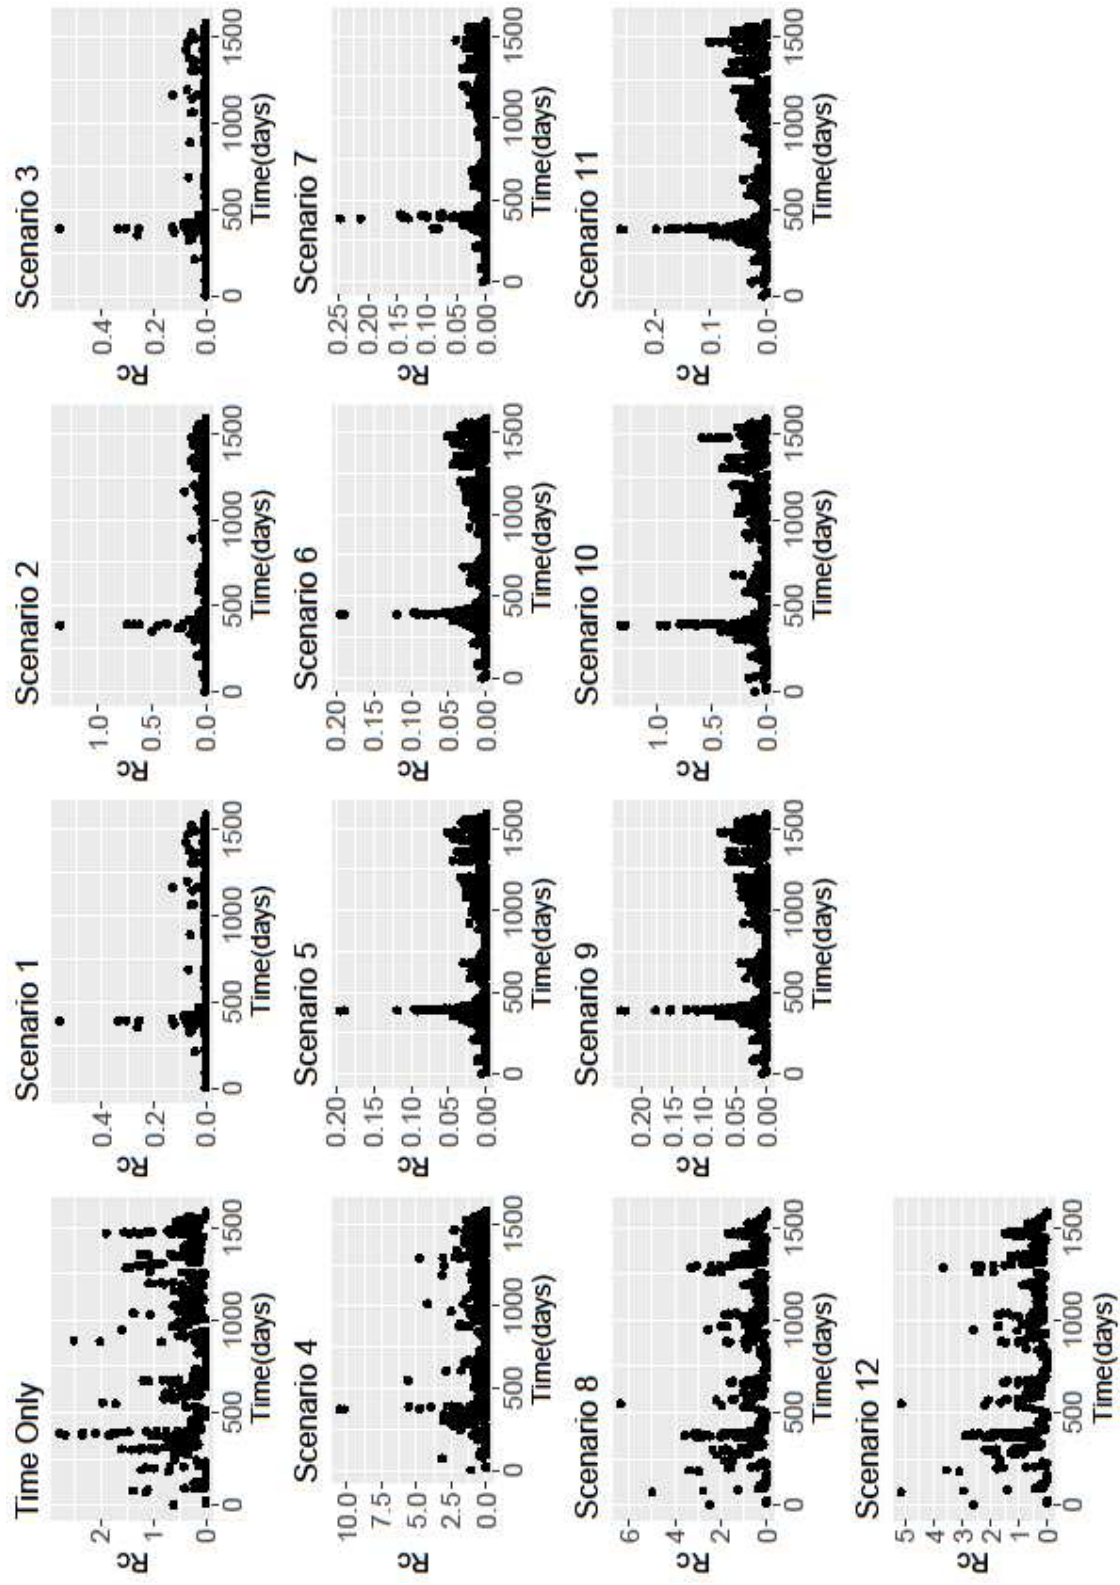 Time Only
Rc
2
1
0
0 500 1000 1500
Time(days)
Scenario 1
Rc
0.4
0.2
0.0
0 500 1000 1500
Time(days)
Scenario 2
Rc
1.0
0.5
0.0
0 500 1000 1500
Time(days)
Scenario 3
Rc
0.4
0.2
0.0
0 500 1000 1500
Time(days)
Scenario 4
Rc
10.0
7.5
5.0
2.5
0.0
0 500 1000 1500
Time(days)
Scenario 5
Rc
0.20
0.15
0.10
0.05
0.00
0 500 1000 1500
Time(days)
Scenario 6
Rc
0.20
0.15
0.10
0.05
0.00
0 500 1000 1500
Time(days)
Scenario 7
Rc
0.25
0.20
0.15
0.10
0.05
0.00
0 500 1000 1500
Time(days)
Scenario 8
Rc
6
4
2
0
0 500 1000 1500
Time(days)
Scenario 9
Rc
0.20
0.15
0.10
0.05
0.00
0 500 1000 1500
Time(days)
Scenario 10
Rc
1.0
0.5
0.0
0 500 1000 1500
Time(days)
Scenario 11
Rc
0.2
0.1
0.0
0 500 1000 1500
Time(days)
Scenario 12
Rc
5
4
3
2
1
0
0 500 1000 1500
Time(days)